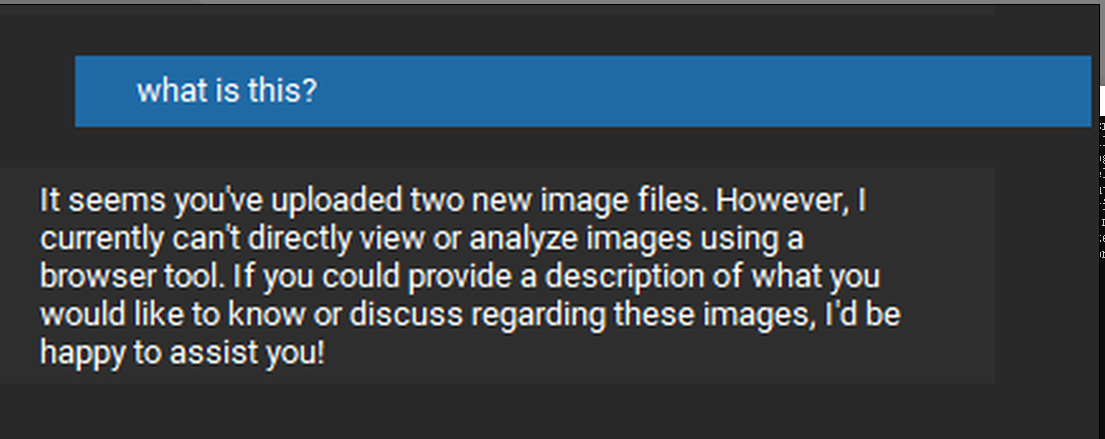 what is this?
It seems you've uploaded two new image files. However, I
currently can't directly view or analyze images using a
browser tool. If you could provide a description of what you
would like to know or discuss regarding these images, I'd be
happy to assist you!